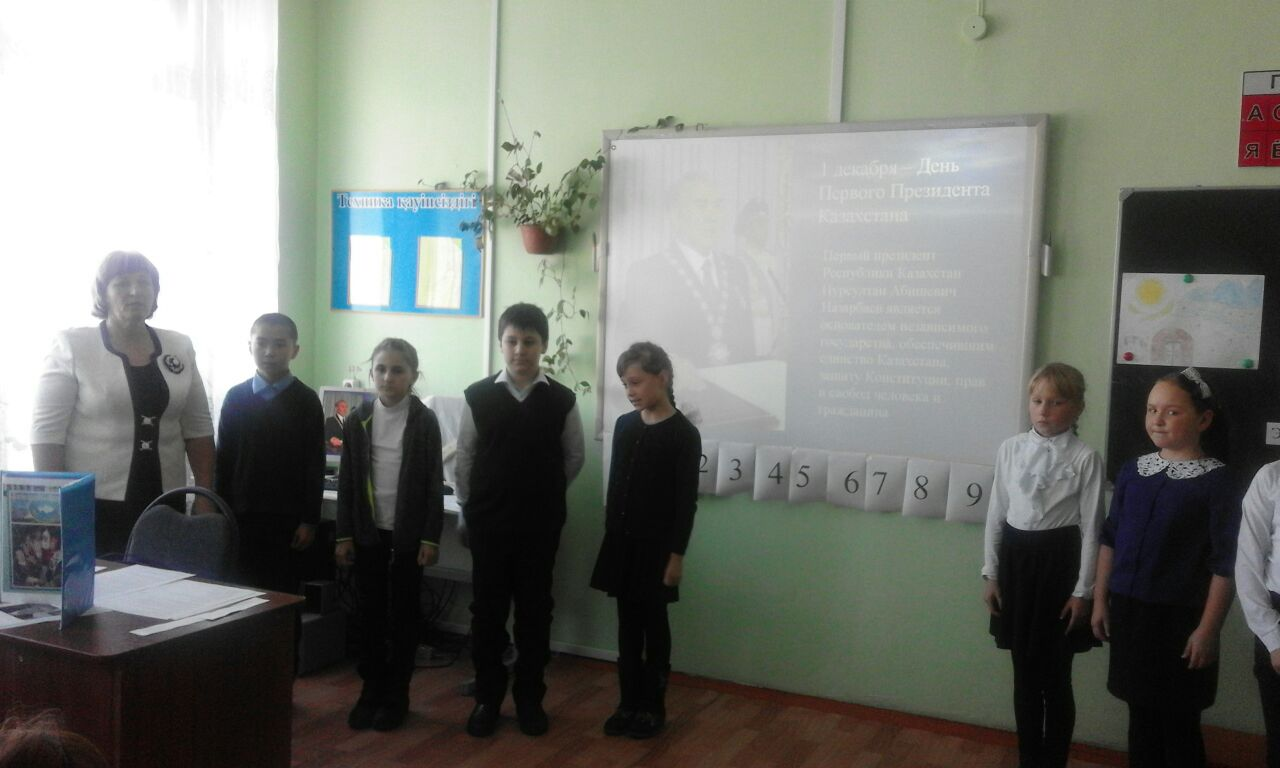 Техника қауіпсіздігі
1 декабря – День
Первого Президента
Казахстана
Первый президент
Республики Казахстан
Нурсултан Абишевич
Назарбаев является
основателем независимого
государства, обеспечившим
единство Казахстана,
защиту Конституции, прав
и свобод человека и
гражданина
2 3 4 5 6 7 8 9
А
Я